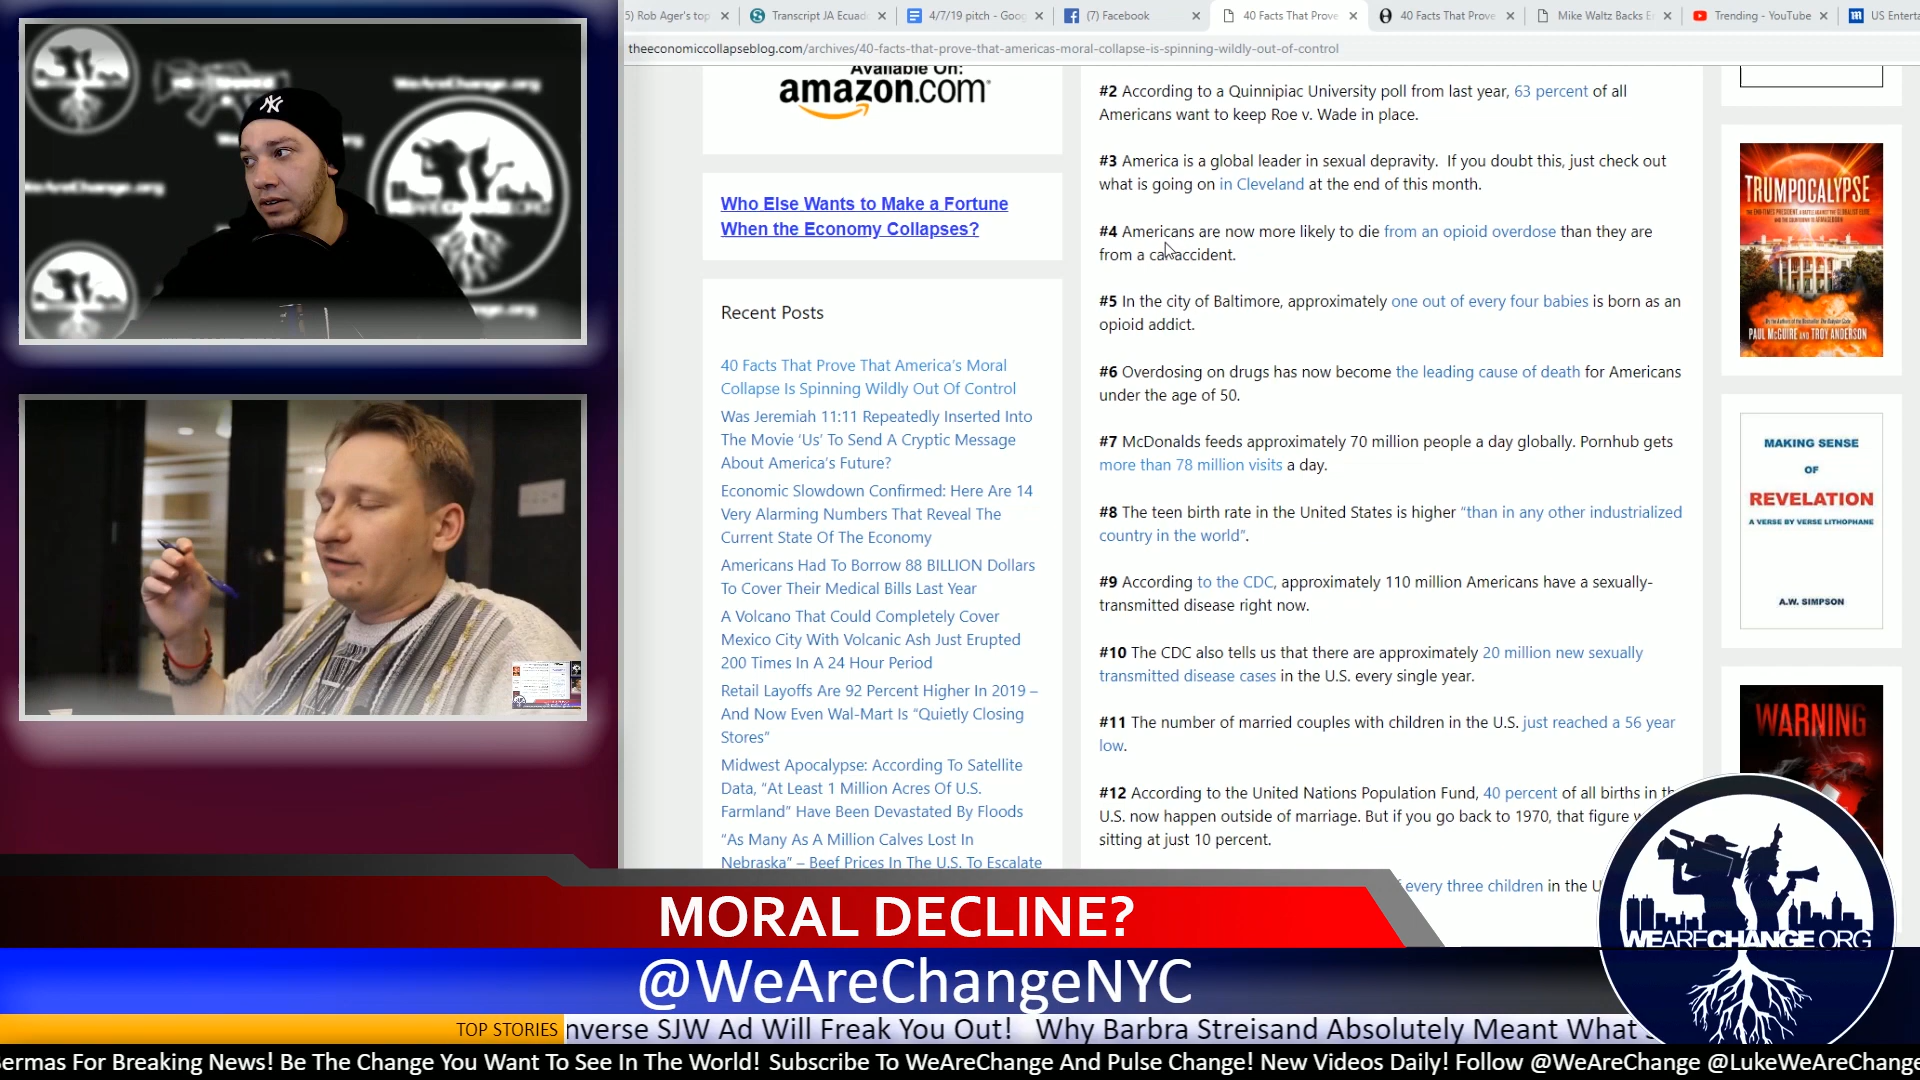 5) Rob Ager's top
Transcript JA Ecuad
4/7/19 pitch - Goog
(7) Facebook
40 Facts That Prove
40 Facts That Prove
Mike Waltz Backs E
Trending - YouTube
US Enterta
theeconomiccollapseblog.com/archives/40-facts-that-prove-that-americas-moral-collapse-is-spinning-wildly-out-of-control
WeAreChange.org
WeAreChange.org
Available On:
amazon.com
Who Else Wants to Make a Fortune
When the Economy Collapses?
Recent Posts
40 Facts That Prove That America's Moral
Collapse Is Spinning Wildly Out Of Control
Was Jeremiah 11:11 Repeatedly Inserted Into
The Movie 'Us' To Send A Cryptic Message
About America's Future?
Economic Slowdown Confirmed: Here Are 14
Very Alarming Numbers That Reveal The
Current State Of The Economy
Americans Had To Borrow 88 BILLION Dollars
To Cover Their Medical Bills Last Year
A Volcano That Could Completely Cover
Mexico City With Volcanic Ash Just Erupted
200 Times In A 24 Hour Period
Retail Layoffs Are 92 Percent Higher In 2019 –
And Now Even Wal-Mart Is “Quietly Closing
Stores”
Midwest Apocalypse: According To Satellite
Data, “At Least 1 Million Acres Of U.S.
Farmland” Have Been Devastated By Floods
“As Many As A Million Calves Lost In
Nebraska” – Beef Prices In The U.S. To Escalate
#2 According to a Quinnipiac University poll from last year, 63 percent of all
Americans want to keep Roe v. Wade in place.
#3 America is a global leader in sexual depravity. If you doubt this, just check out
what is going on in Cleveland at the end of this month.
#4 Americans are now more likely to die from an opioid overdose than they are
from a car accident.
#5 In the city of Baltimore, approximately one out of every four babies is born as an
opioid addict.
#6 Overdosing on drugs has now become the leading cause of death for Americans
under the age of 50.
#7 McDonalds feeds approximately 70 million people a day globally. Pornhub gets
more than 78 million visits a day.
#8 The teen birth rate in the United States is higher “than in any other industrialized
country in the world”.
#9 According to the CDC, approximately 110 million Americans have a sexually-
transmitted disease right now.
#10 The CDC also tells us that there are approximately 20 million new sexually
transmitted disease cases in the U.S. every single year.
#11 The number of married couples with children in the U.S. just reached a 56 year
low.
#12 According to the United Nations Population Fund, 40 percent of all births in th
U.S. now happen outside of marriage. But if you go back to 1970, that figure w
sitting at just 10 percent.
every three children in the U
TRUMPOCALYPSE
PAUL McGUIRE AND TROY ANDERSON
MAKING SENSE
OF
REVELATION
A VERSE BY VERSE LITHOPHANE
A.W. SIMPSON
WARNING
MORAL DECLINE?
@WeAreChangeNYC
WEARECHANGE.ORG
TOP STORIES
nverse SJW Ad Will Freak You Out! Why Barbra Streisand Absolutely Meant What
ermas For Breaking News! Be The Change You Want To See In The World! Subscribe To WeAreChange And Pulse Change! New Videos Daily! Follow @WeAreChange @LukeWeAreChange